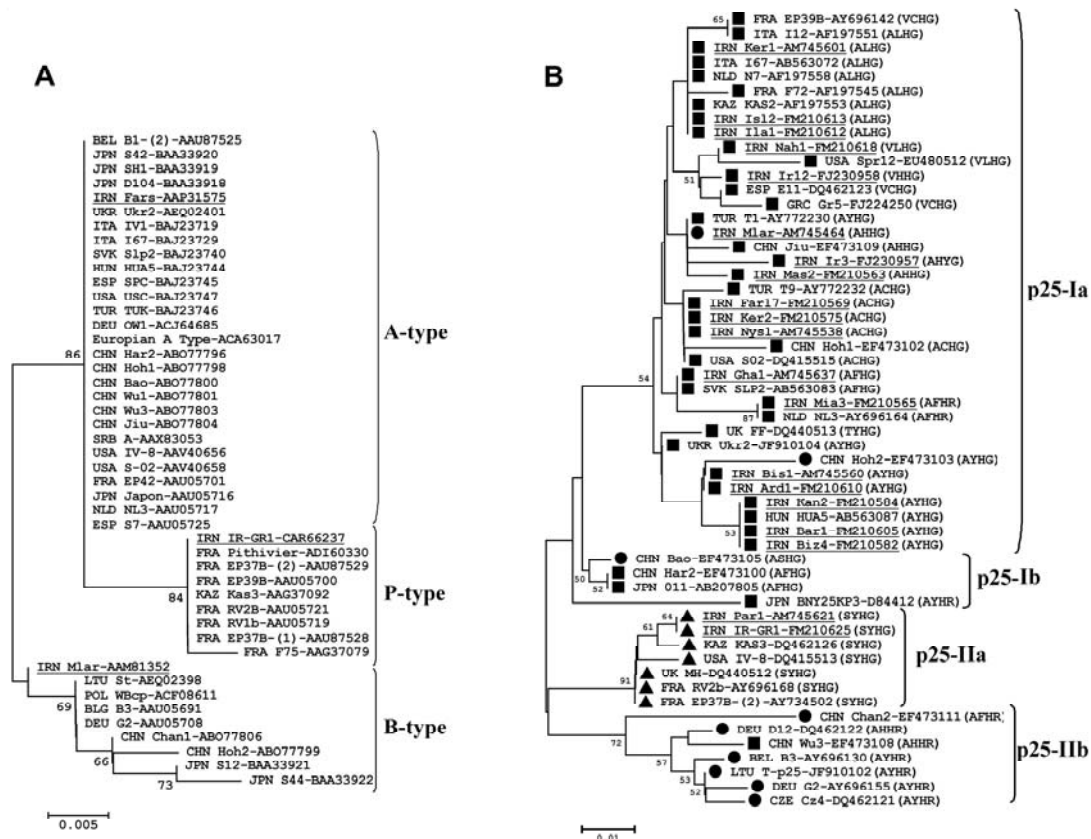 A
BEL B1-(2)-AAU87525
JPN S42-BAA33920
JPN SH1-BAA33919
JPN D104-BAA33918
IRN Fars-AAP31575
UKR Ukr2-AEQ02401
ITA IV1-BAJ23719
ITA I67-BAJ23729
SVK Slp2-BAJ23740
HUN HUA5-BAJ23744
ESP SPC-BAJ23745
USA USC-BAJ23747
TUR TUK-BAJ23746
DEU OW1-ACJ64685
Europian A Type-ACA63017
86
CHN Har2-ABO77796
CHN Hoh1-ABO77798
CHN Bao-ABO77800
CHN Wu1-ABO77801
CHN Wu3-ABO77803
CHN Jiu-ABO77804
SRB A-AAX83053
USA IV-8-AAV40656
USA S-02-AAV40658
FRA EP42-AAU05701
JPN Japon-AAU05716
NLD NL3-AAU05717
ESP S7-AAU05725
A-type
IRN IR-GR1-CAR66237
FRA Pithivier-ADI60330
FRA EP37B-(2)-AAU87529
FRA EP39B-AAU05700
KAZ Kas3-AAG37092
84
FRA RV2B-AAU05721
FRA RV1b-AAU05719
FRA EP37B-(1)-AAU87528
FRA F75-AAG37079
P-type
IRN Mlar-AAM81352
LTU St-AEQ02398
POL WBcp-ACF08611
69
BLG B3-AAU05691
DEU G2-AAU05708
CHN Chan1-ABO77806
66
CHN Hoh2-ABO77799
JPN S12-BAA33921
73
JPN S44-BAA33922
B-type
0.005
B
65
FRA EP39B-AY696142 (VCHG)
ITA I12-AF197551 (ALHG)
IRN Ker1-AM745601 (ALHG)
ITA I67-AB563072 (ALHG)
NLD N7-AF197558 (ALHG)
FRA F72-AF197545 (ALHG)
KAZ KAS2-AF197553 (ALHG)
IRN Isl2-FM210613 (ALHG)
IRN Ila1-FM210612 (ALHG)
IRN Nah1-FM210618 (VLHG)
USA Spr12-EU480512 (VLHG)
51
IRN Ir12-FJ230958 (VHHG)
ESP E11-DQ462123 (VCHG)
GRC Gr5-FJ224250 (VCHG)
TUR T1-AY772230 (AYHG)
IRN Mlar-AM745464 (AHHG)
CHN Jiu-EF473109 (AHHG)
IRN Ir3-FJ230957 (AHYG)
IRN Mas2-FM210563 (AHHG)
TUR T9-AY772232 (ACHG)
IRN Far17-FM210569 (ACHG)
IRN Ker2-FM210575 (ACHG)
IRN Nys1-AM745538 (ACHG)
CHN Hoh1-EF473102 (ACHG)
USA S02-DQ415515 (ACHG)
54
IRN Gha1-AM745637 (AFHG)
SVK SLP2-AB563083 (AFHG)
IRN Mia3-FM210565 (AFHR)
87
NLD NL3-AY696164 (AFHR)
UK FF-DQ440513 (TYHG)
UKR Ukr2-JF910104 (AYHG)
CHN Hoh2-EF473103 (AYHG)
IRN Bis1-AM745560 (AYHG)
IRN Ard1-FM210610 (AYHG)
IRN Kan2-FM210584 (AYHG)
HUN HUA5-AB563087 (AYHG)
53
IRN Bar1-FM210605 (AYHG)
IRN Biz4-FM210582 (AYHG)
p25-Ia
CHN Bao-EF473105 (ASHG)
50
CHN Har2-EF473100 (AFHG)
52
JPN 011-AB207805 (AFHG)
JPN BNY25KP3-D84412 (AYHR)
p25-Ib
64
IRN Par1-AM745621 (SYHG)
61
IRN IR-GR1-FM210625 (SYHG)
KAZ KAS3-DQ462126 (SYHG)
USA IV-8-DQ415513 (SYHG)
91
UK MH-DQ440512 (SYHG)
FRA RV2b-AY696168 (SYHG)
FRA EP37B-(2)-AY734502 (SYHG)
p25-IIa
CHN Chan2-EF473111 (AFHR)
72
DEU D12-DQ462122 (AHHR)
CHN Wu3-EF473108 (AHHR)
57
BEL B3-AY696130 (AYHR)
53
LTU T-p25-JF910102 (AYHR)
52
DEU G2-AY696155 (AYHR)
CZE Cz4-DQ462121 (AYHR)
p25-IIb
0.01